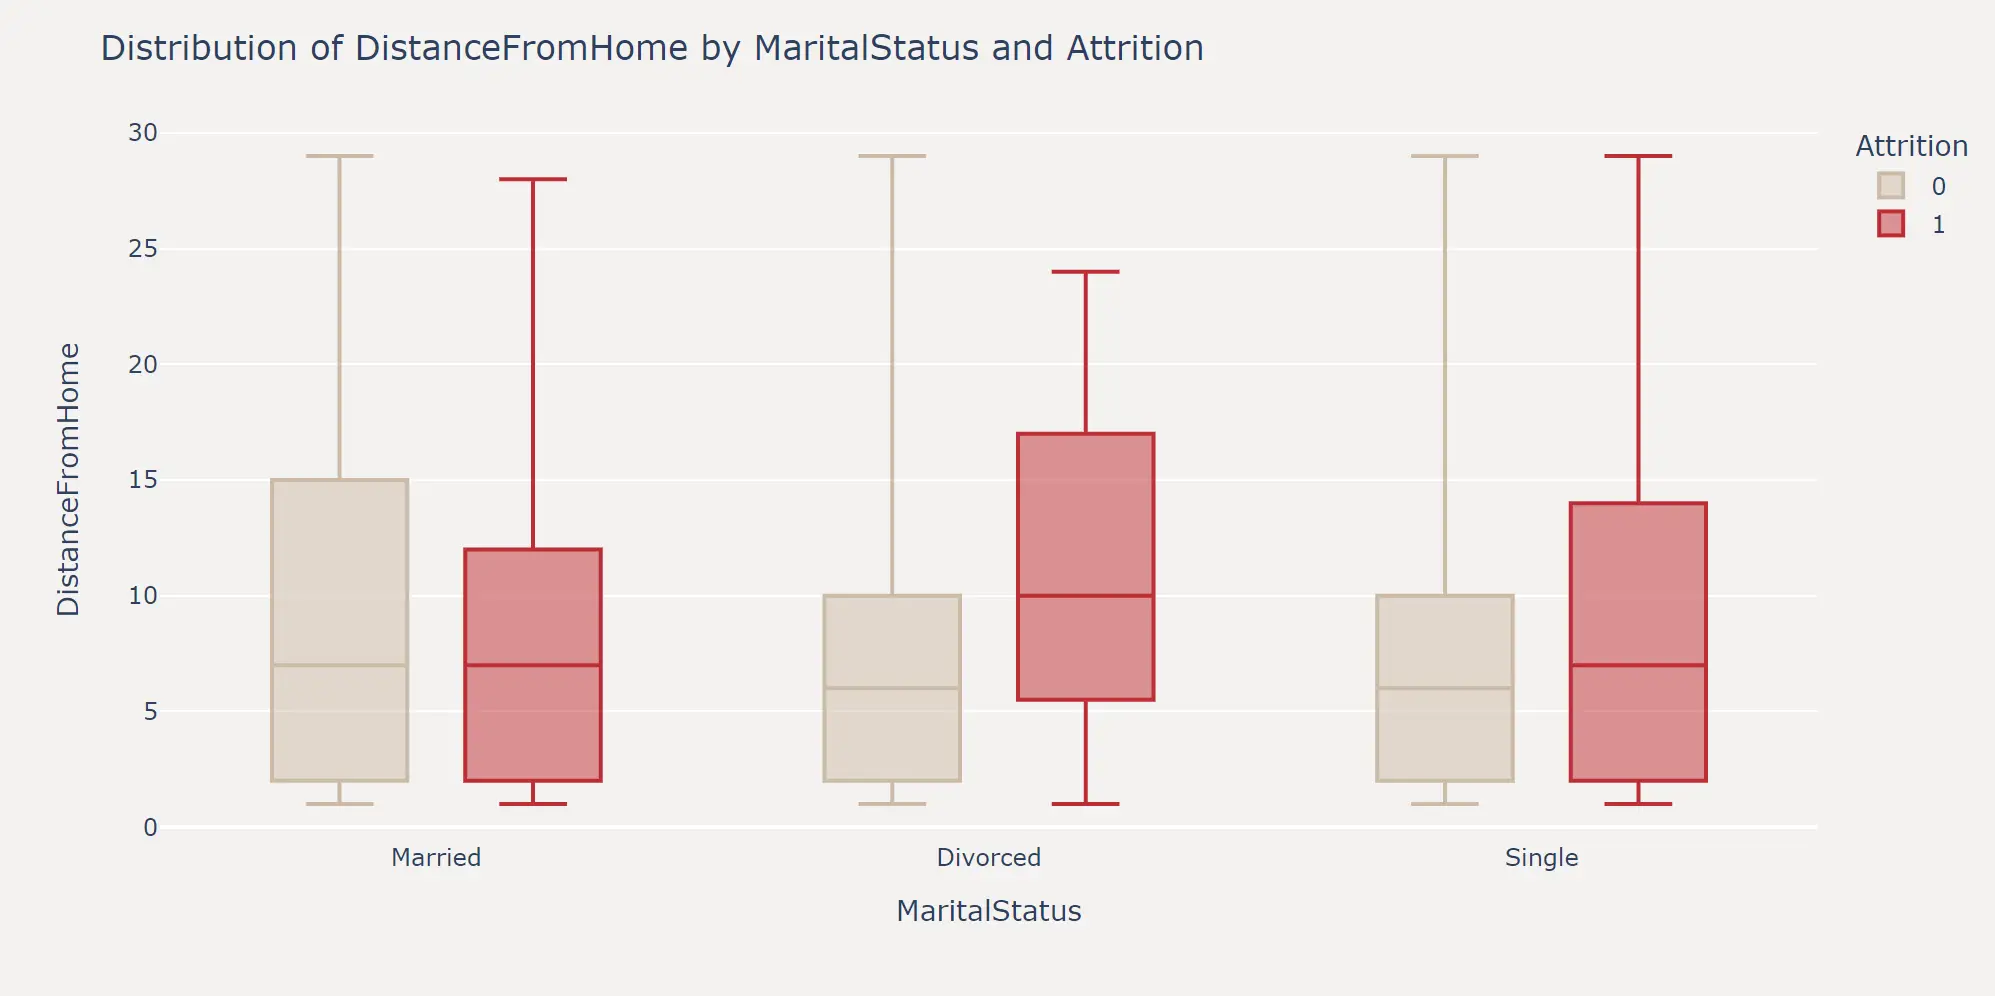 Distribution of DistanceFromHome by MaritalStatus and Attrition
30
25
20
15
10
5
0
DistanceFromHome
Married
Divorced
Single
MaritalStatus
Attrition
0
1